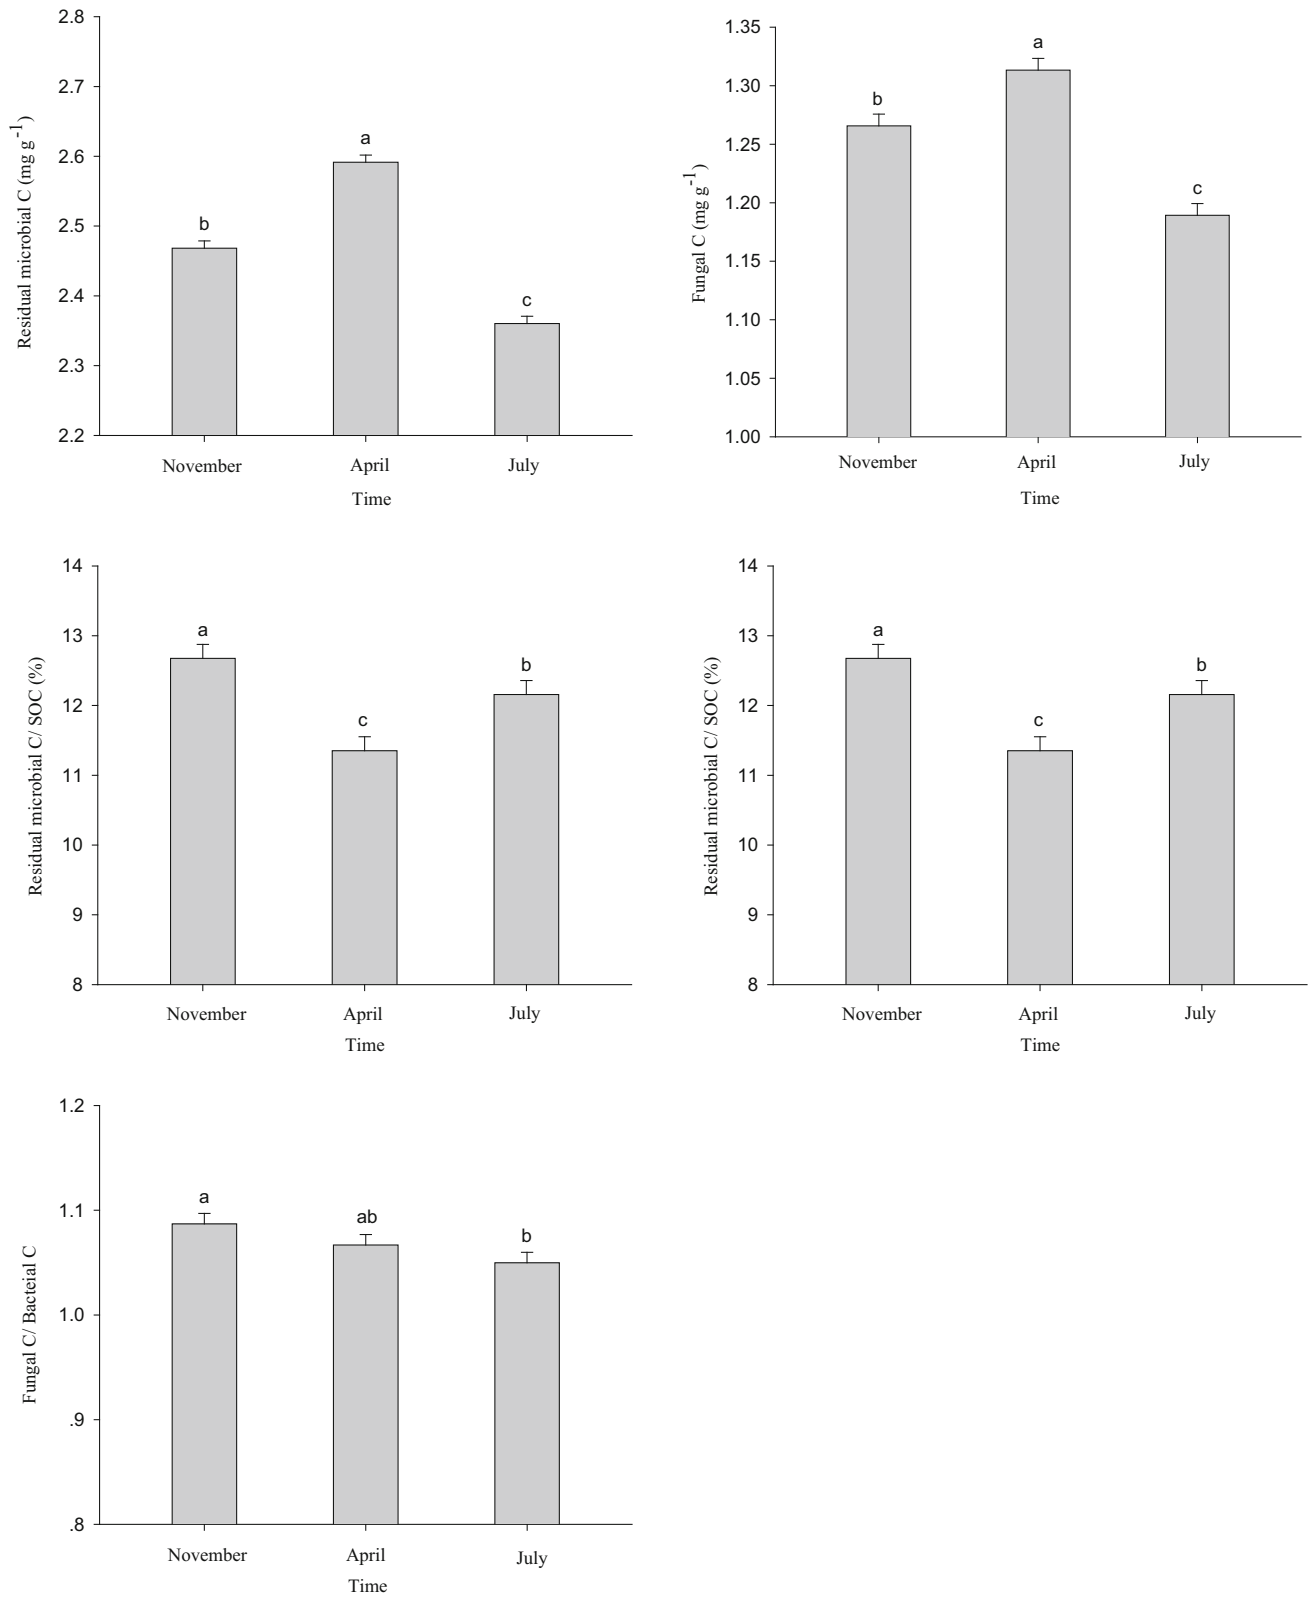 2.8
2.7
2.6
2.5
2.4
2.3
2.2
Residual microbial C (mg g-1)
b
a
c
November April July
Time
1.35
1.30
1.25
1.20
1.15
1.10
1.05
1.00
Fungal C (mg g-1)
b
a
c
November April July
Time
14
13
12
11
10
9
8
Residual microbial C/ SOC (%)
a
c
b
November April July
Time
14
13
12
11
10
9
8
Residual microbial C/ SOC (%)
a
c
b
November April July
Time
1.2
1.1
1.0
.9
.8
Fungal C/ Bacteial C
a
ab
b
November April July
Time